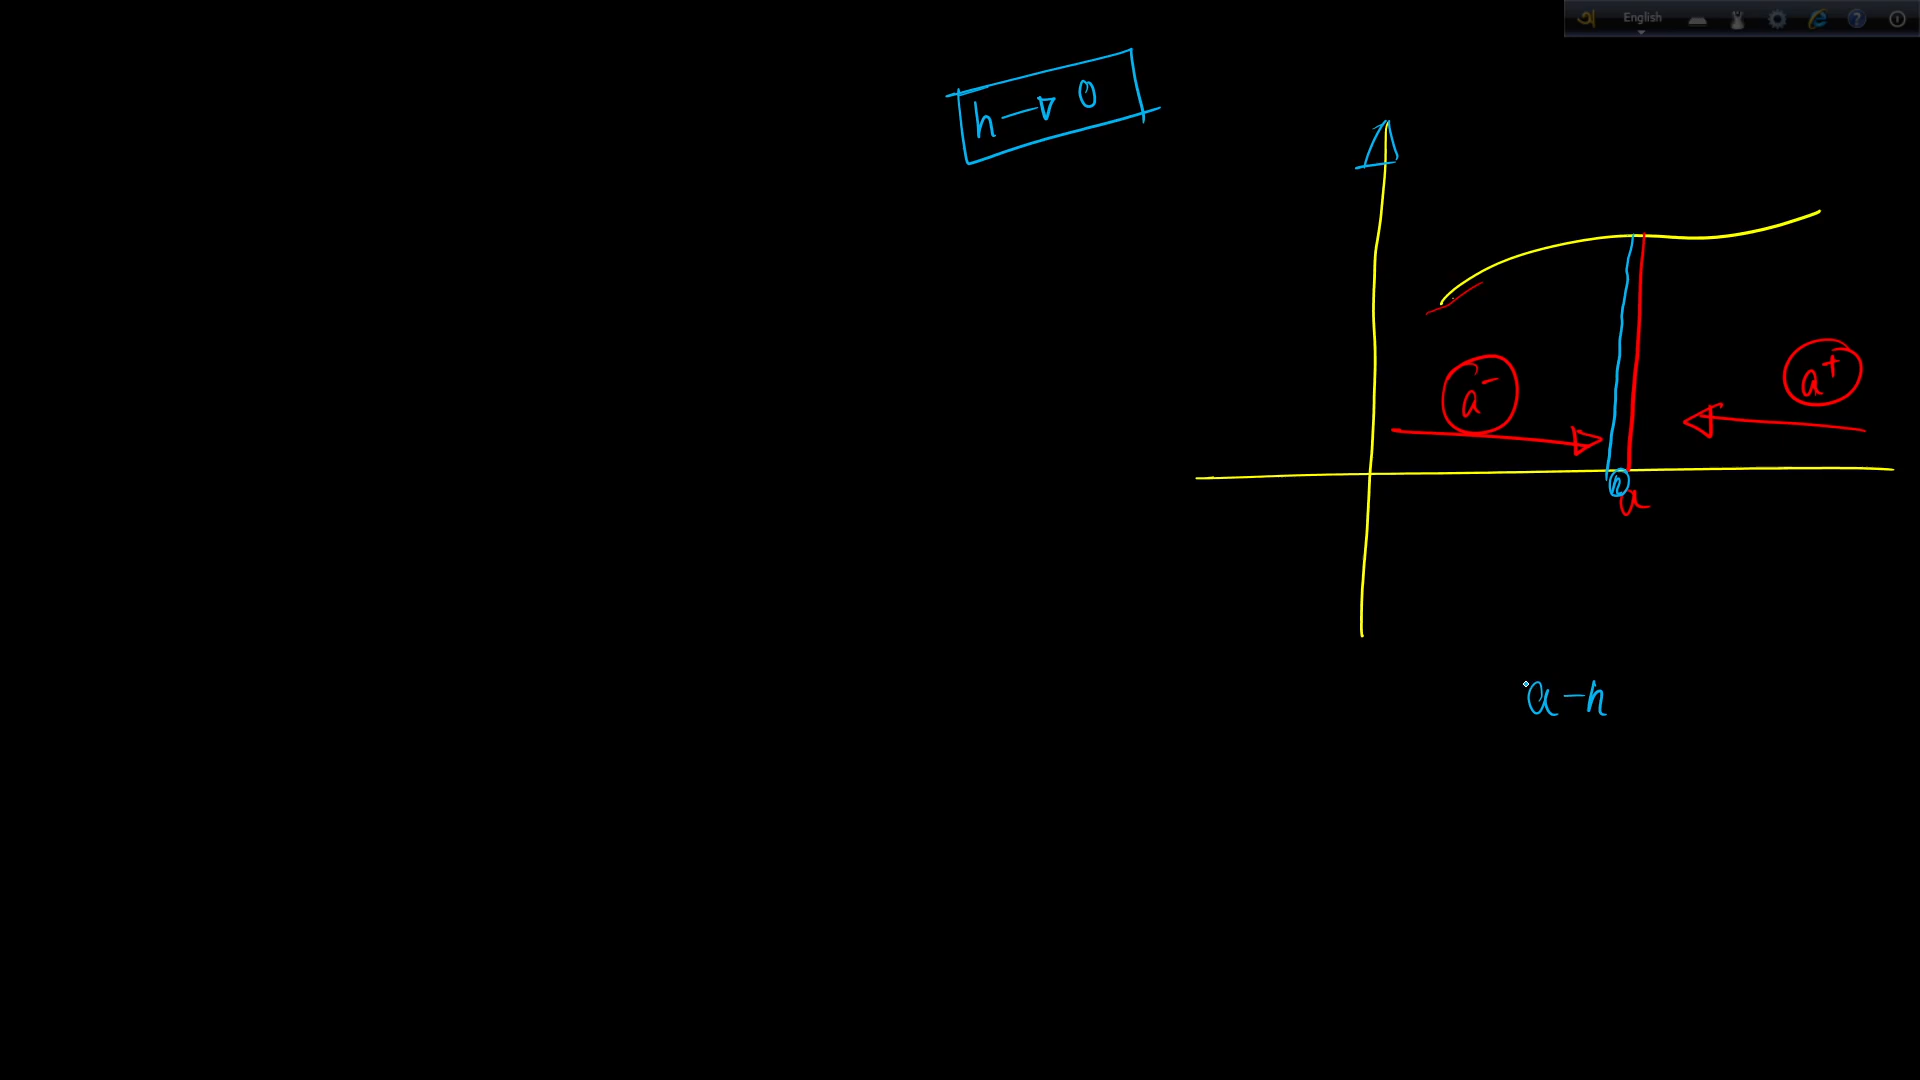 অ English
h → 0
a⁻
a⁺
h
a
a - h